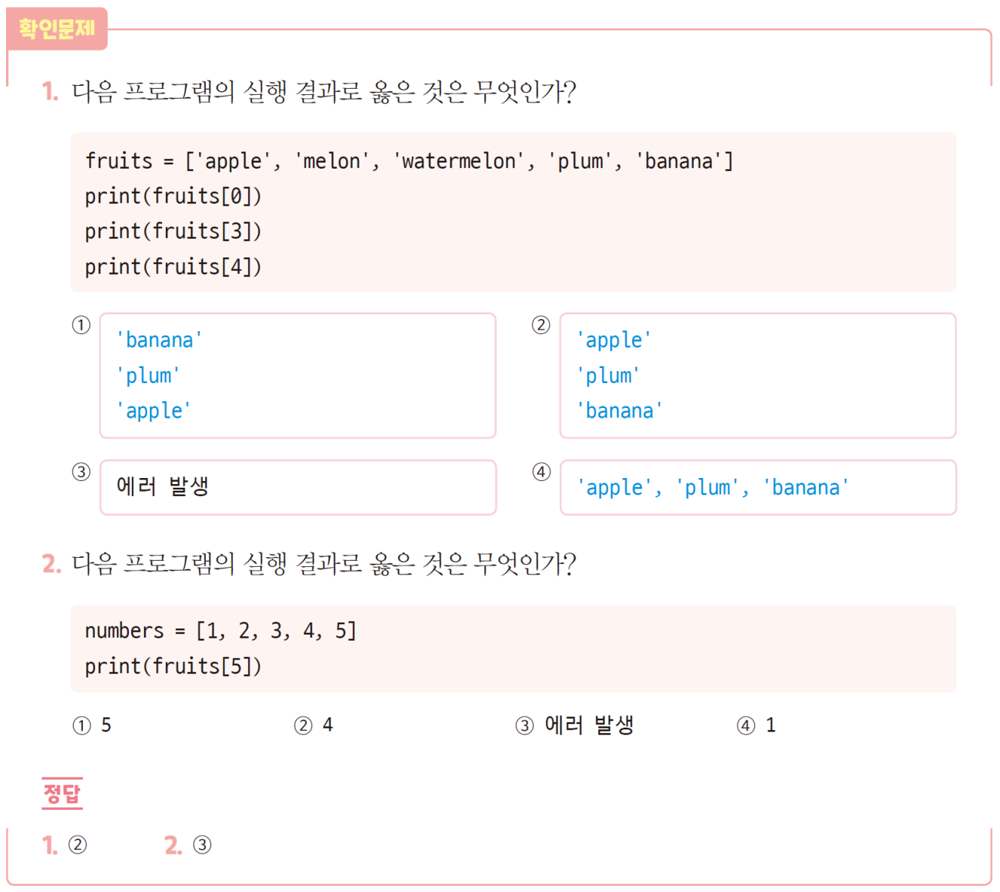 확인문제
1. 다음 프로그램의 실행 결과로 옳은 것은 무엇인가?
fruits = ['apple', 'melon', 'watermelon', 'plum', 'banana']
print(fruits[0])
print(fruits[3])
print(fruits[4])
①
'banana'
'plum'
'apple'
②
'apple'
'plum'
'banana'
③ 에러 발생
④ 'apple', 'plum', 'banana'
2. 다음 프로그램의 실행 결과로 옳은 것은 무엇인가?
numbers = [1, 2, 3, 4, 5]
print(fruits[5])
① 5 ② 4 ③ 에러 발생 ④ 1
정답
1. ② 2. ③